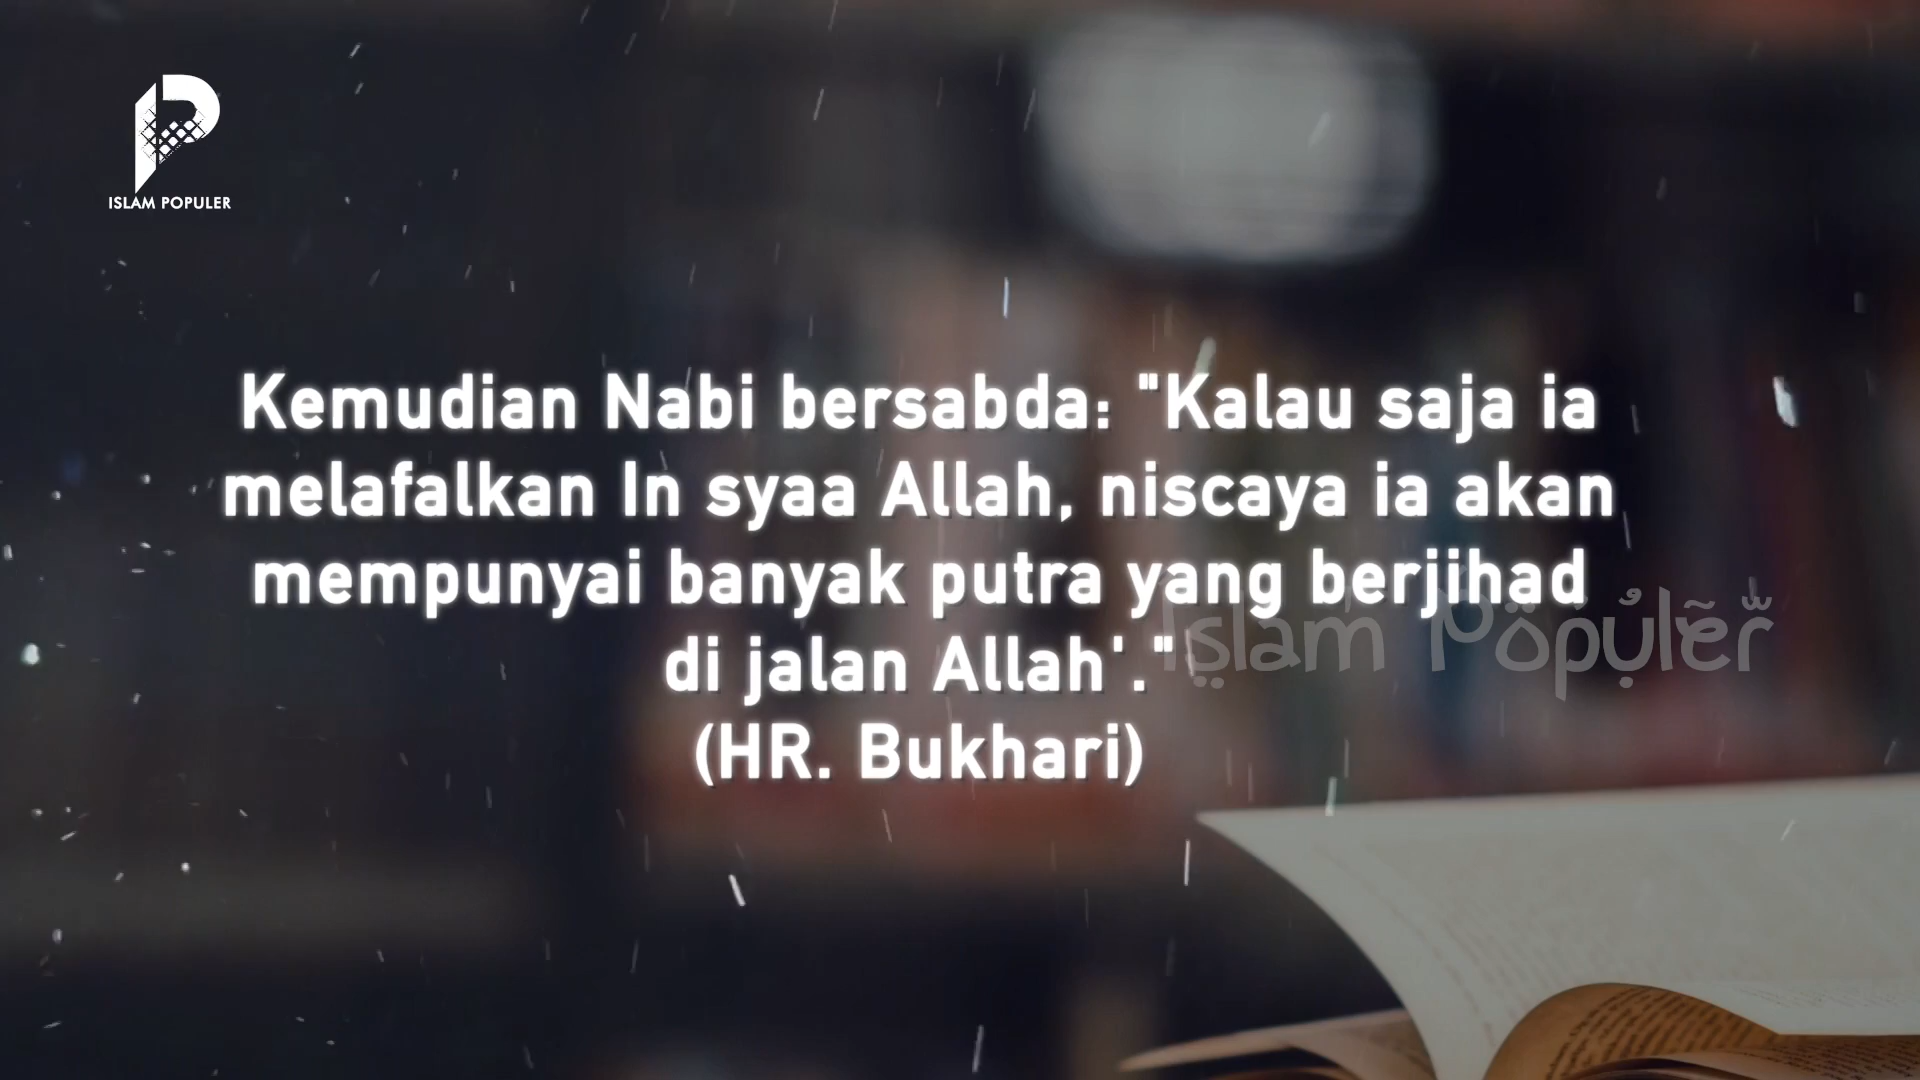 ISLAM POPULER
Kemudian Nabi bersabda: "Kalau saja ia
melafalkan In syaa Allah, niscaya ia akan
mempunyai banyak putra yang berjihad
di jalan Allah'."
(HR. Bukhari)
Islam Populer